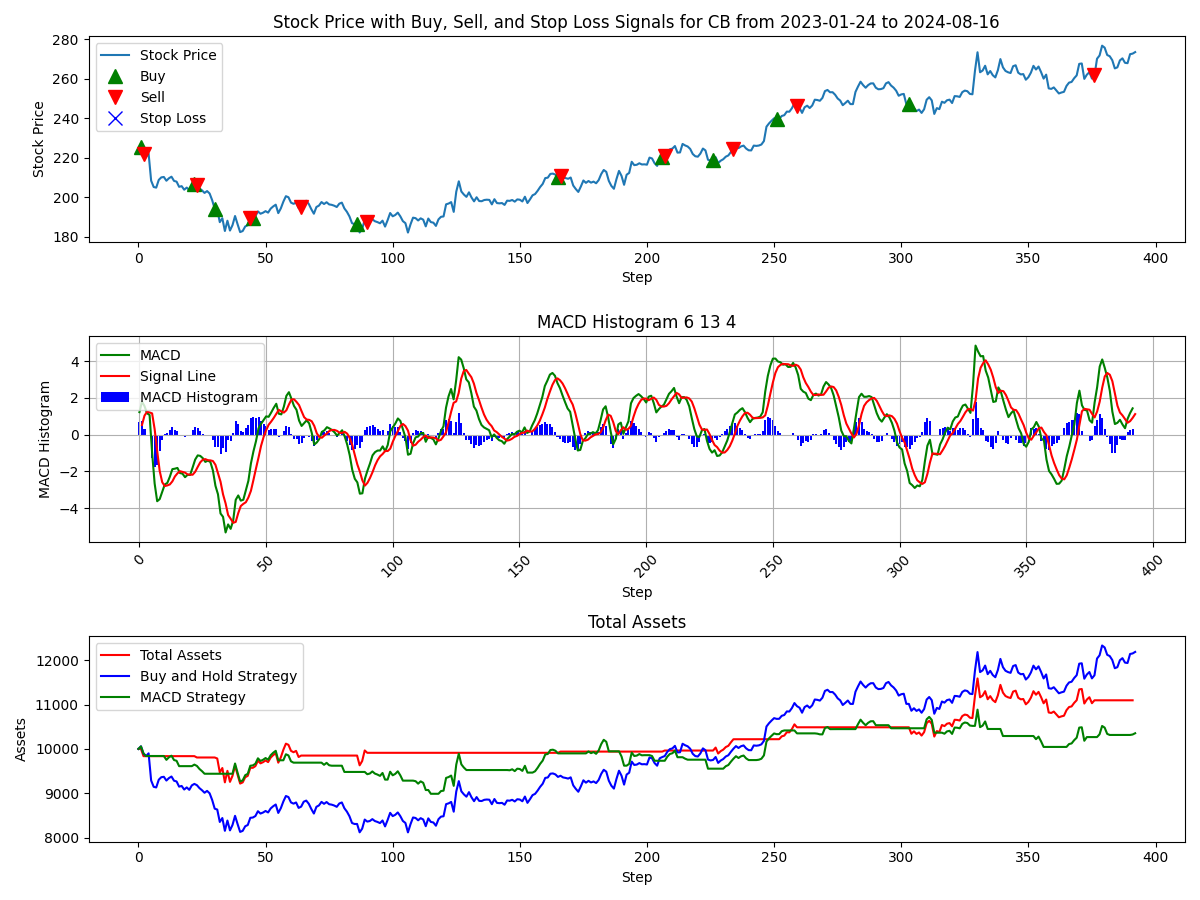 Stock Price with Buy, Sell, and Stop Loss Signals for CB from 2023-01-24 to 2024-08-16
280
260
240
220
200
180
Stock Price
Stock Price
Buy
Sell
Stop Loss
0 50 100 150 200 250 300 350 400
Step
MACD Histogram 6 13 4
4
2
0
−2
−4
MACD Histogram
MACD
Signal Line
MACD Histogram
0 50 100 150 200 250 300 350 400
Step
Total Assets
12000
11000
10000
9000
8000
Assets
Total Assets
Buy and Hold Strategy
MACD Strategy
0 50 100 150 200 250 300 350 400
Step